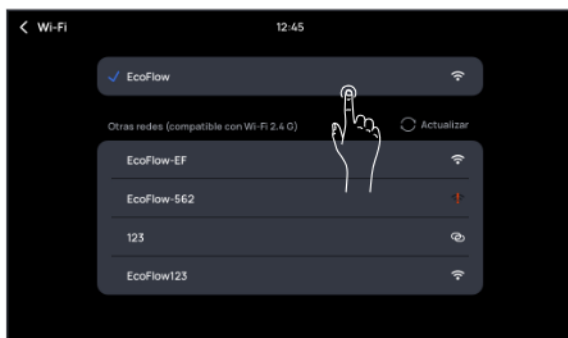 Wi-Fi 12:45
EcoFlow
Otras redes (compatible con Wi-Fi 2,4 G) Actualizar
EcoFlow-EF
EcoFlow-562
123
EcoFlow123